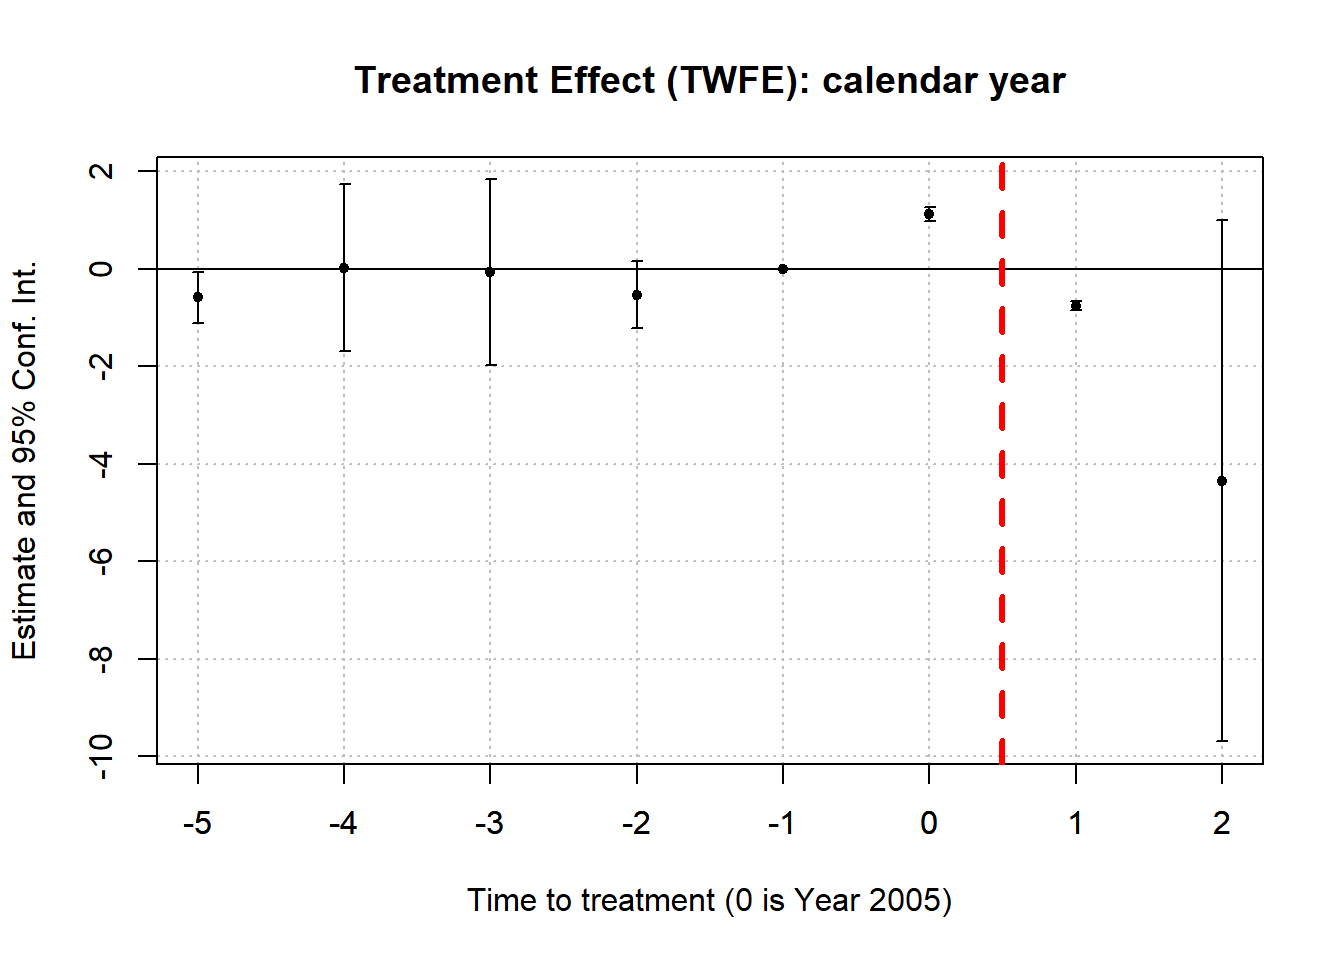 Treatment Effect (TWFE): calendar year
Estimate and 95% Conf. Int.
2
0
-2
-4
-6
-8
-10
-5 -4 -3 -2 -1 0 1 2
Time to treatment (0 is Year 2005)